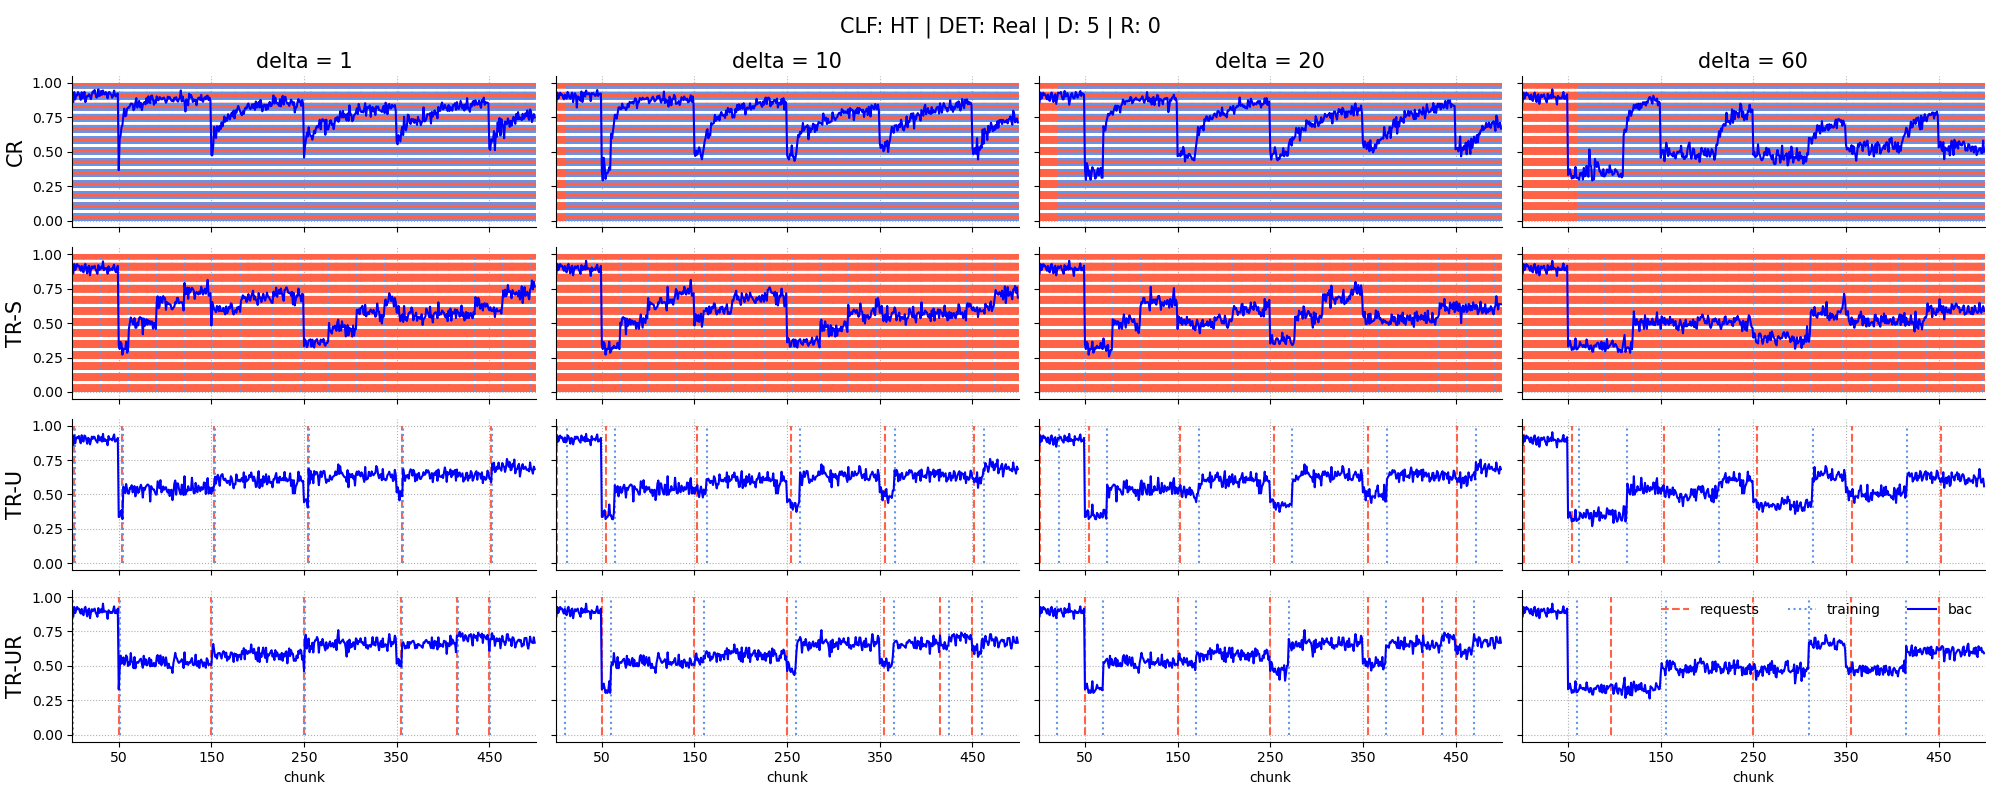 CLF: HT | DET: Real | D: 5 | R: 0
delta = 1
delta = 10
delta = 20
delta = 60
CR
1.00
0.75
0.50
0.25
0.00
TR-S
1.00
0.75
0.50
0.25
0.00
TR-U
1.00
0.75
0.50
0.25
0.00
TR-UR
1.00
0.75
0.50
0.25
0.00
requests
training
bac
50 150 250 350 450
50 150 250 350 450
50 150 250 350 450
50 150 250 350 450
chunk
chunk
chunk
chunk